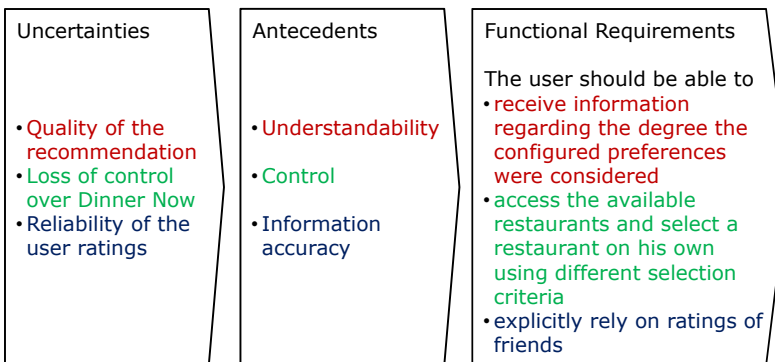 Uncertainties
• Quality of the
recommendation
• Loss of control
over Dinner Now
• Reliability of the
user ratings
Antecedents
• Understandability
• Control
• Information
accuracy
Functional Requirements
The user should be able to
• receive information
regarding the degree the
configured preferences
were considered
• access the available
restaurants and select a
restaurant on his own
using different selection
criteria
• explicitly rely on ratings of
friends